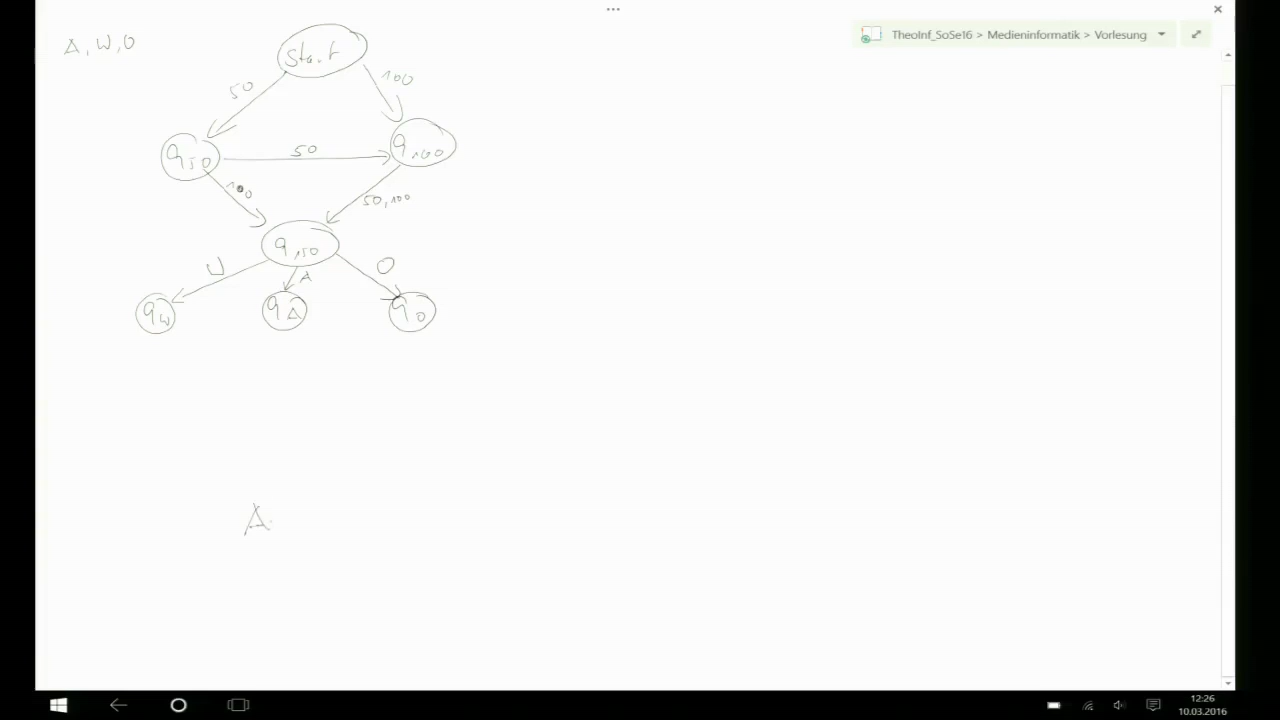 TheoInf_SoSe16 > Medieninformatik > Vorlesung
A, W, O
Start
50
100
q50
50
q100
100
50,100
q150
W
A
O
qW
qA
qO
A
12:26
10.03.2016